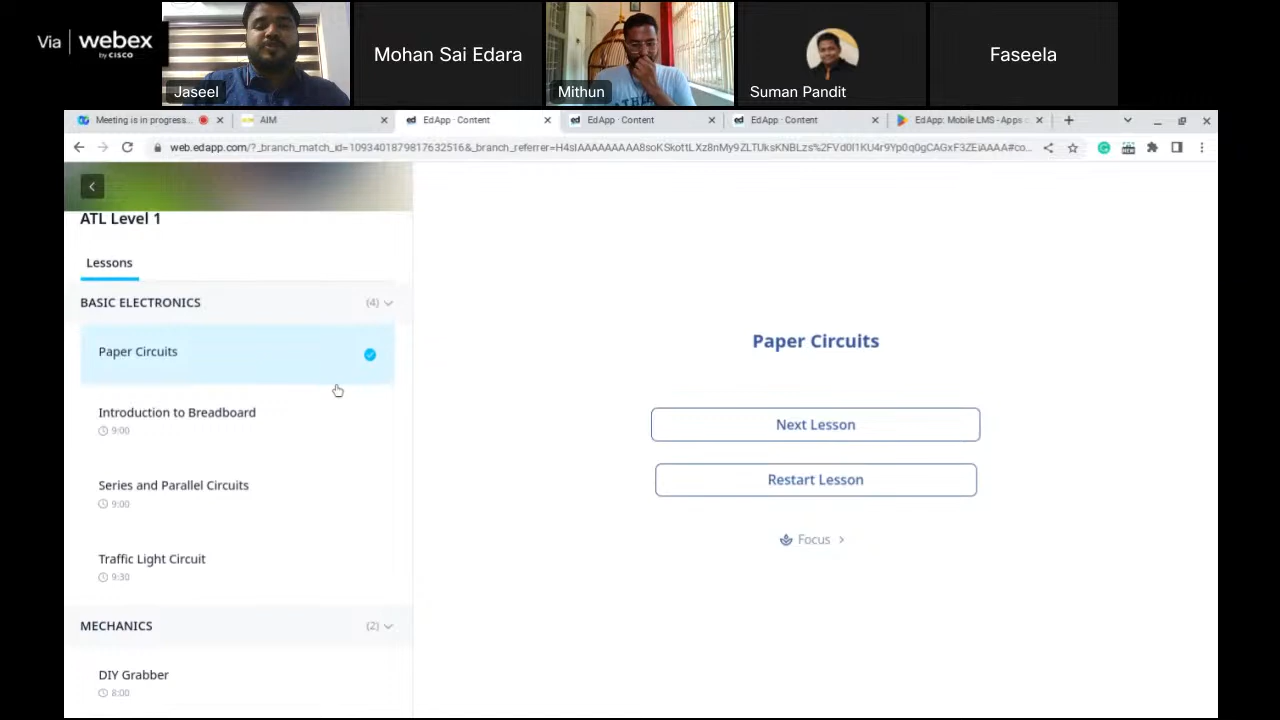 Via | webex
by CISCO
Jaseel
Mohan Sai Edara
Mithun
Suman Pandit
Faseela
Meeting is in progress...
AIM
ed EdApp · Content
ed EdApp · Content
ed EdApp · Content
EdApp: Mobile LMS - Apps
ATL Level 1
Lessons
BASIC ELECTRONICS (4)
Paper Circuits
Introduction to Breadboard
9:00
Series and Parallel Circuits
9:00
Traffic Light Circuit
9:30
MECHANICS (2)
DIY Grabber
8:00
Paper Circuits
Next Lesson
Restart Lesson
Focus >